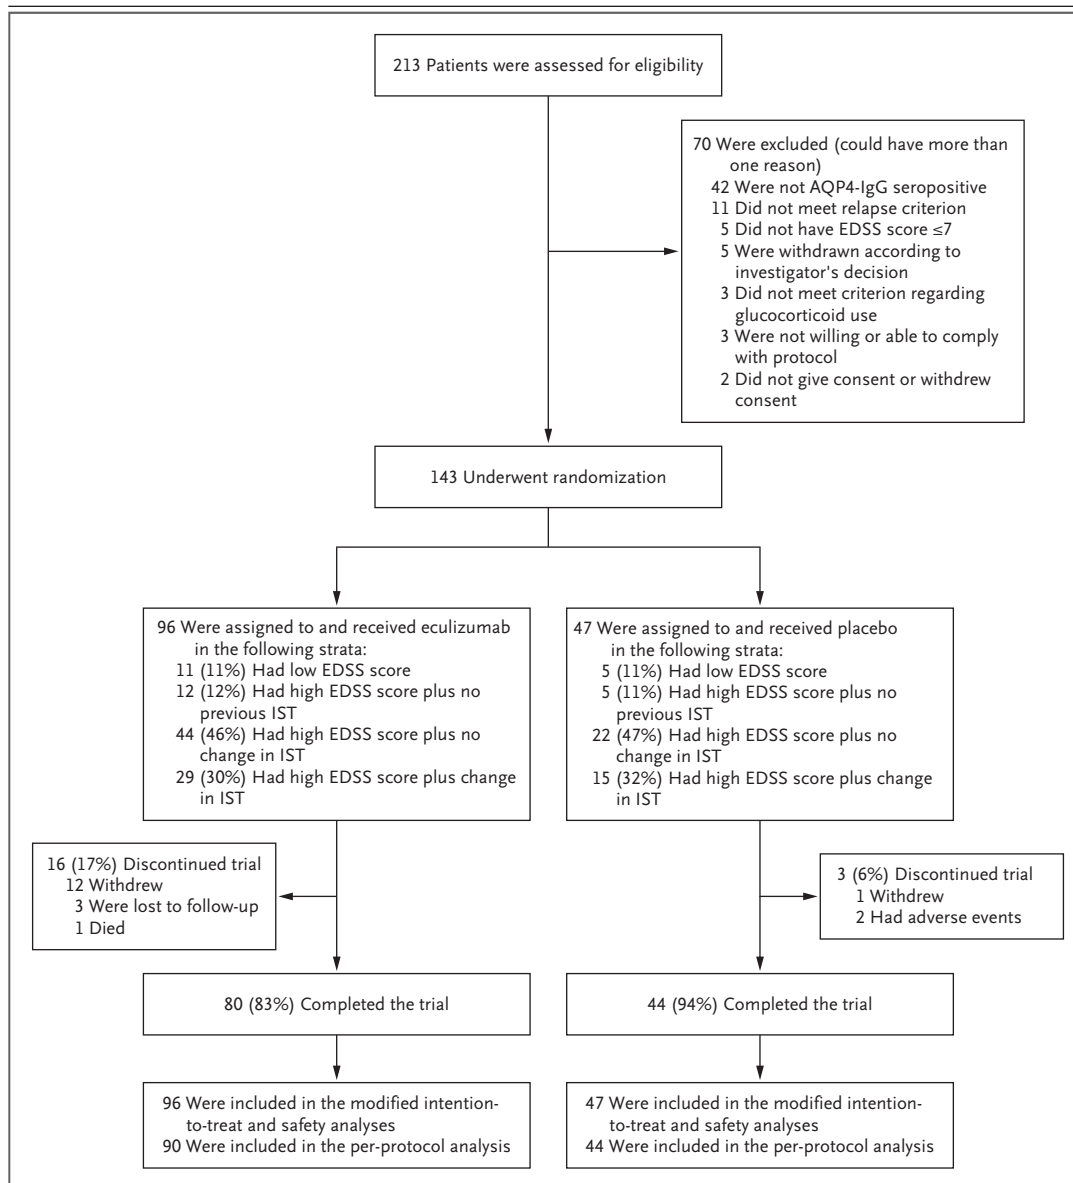 213 Patients were assessed for eligibility
70 Were excluded (could have more than
one reason)
42 Were not AQP4-IgG seropositive
11 Did not meet relapse criterion
5 Did not have EDSS score ≤7
5 Were withdrawn according to
investigator's decision
3 Did not meet criterion regarding
glucocorticoid use
3 Were not willing or able to comply
with protocol
2 Did not give consent or withdrew
consent
143 Underwent randomization
96 Were assigned to and received eculizumab
in the following strata:
11 (11%) Had low EDSS score
12 (12%) Had high EDSS score plus no
previous IST
44 (46%) Had high EDSS score plus no
change in IST
29 (30%) Had high EDSS score plus change
in IST
47 Were assigned to and received placebo
in the following strata:
5 (11%) Had low EDSS score
5 (11%) Had high EDSS score plus no
previous IST
22 (47%) Had high EDSS score plus no
change in IST
15 (32%) Had high EDSS score plus change
in IST
16 (17%) Discontinued trial
12 Withdrew
3 Were lost to follow-up
1 Died
3 (6%) Discontinued trial
1 Withdrew
2 Had adverse events
80 (83%) Completed the trial
44 (94%) Completed the trial
96 Were included in the modified intention-
to-treat and safety analyses
90 Were included in the per-protocol analysis
47 Were included in the modified intention-
to-treat and safety analyses
44 Were included in the per-protocol analysis